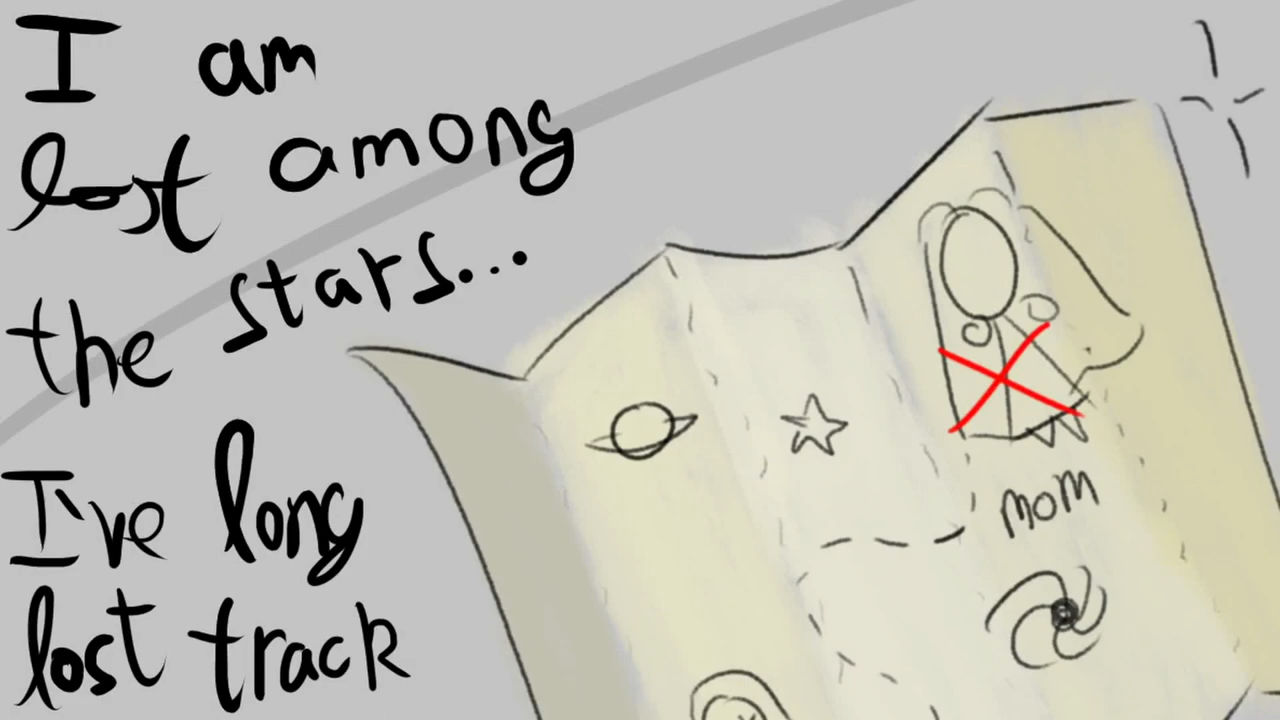 I am
lost among
the stars...
I've long
lost track
mom